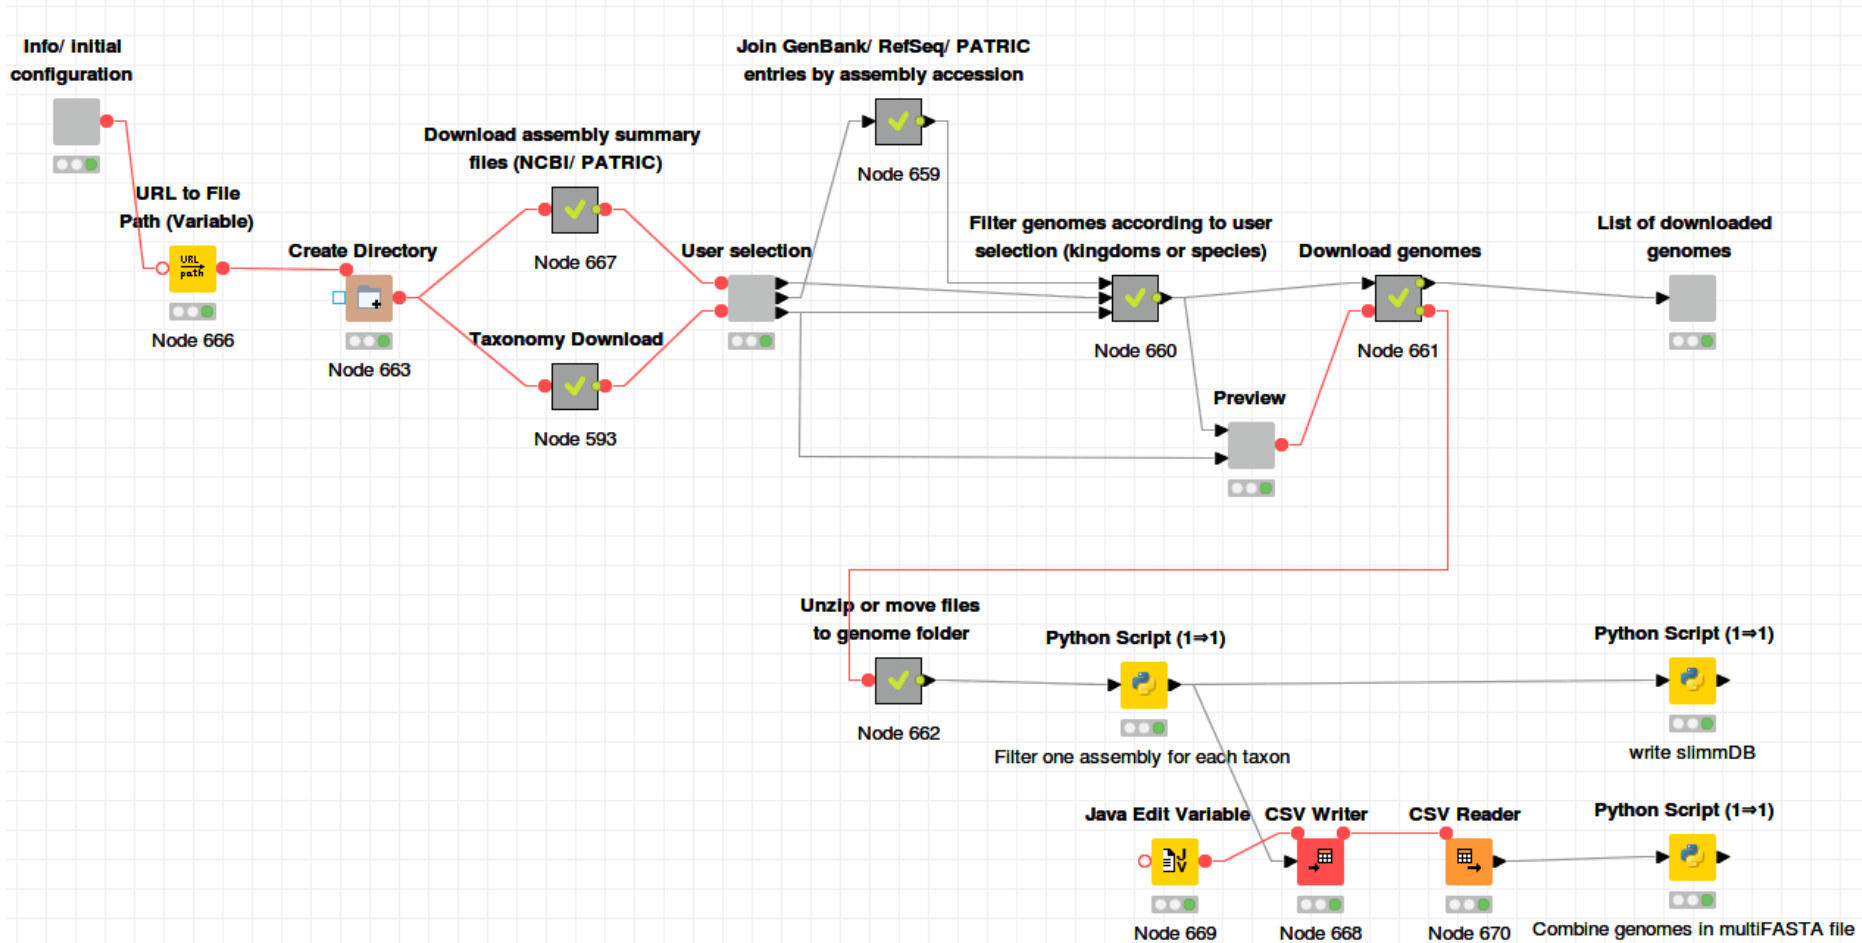 Info/ initial
configuration
URL to File
Path (Variable)
URL
path
Node 666
Create Directory
Node 663
Download assembly summary
files (NCBI/ PATRIC)
Node 667
Taxonomy Download
Node 593
User selection
Join GenBank/ RefSeq/ PATRIC
entries by assembly accession
Node 659
Filter genomes according to user
selection (kingdoms or species)
Node 660
Download genomes
Node 661
List of downloaded
genomes
Preview
Unzip or move files
to genome folder
Node 662
Python Script (1⇒1)
Filter one assembly for each taxon
Python Script (1⇒1)
write slimmDB
Java Edit Variable
J
V
Node 669
CSV Writer
Node 668
CSV Reader
Node 670
Python Script (1⇒1)
Combine genomes in multiFASTA file